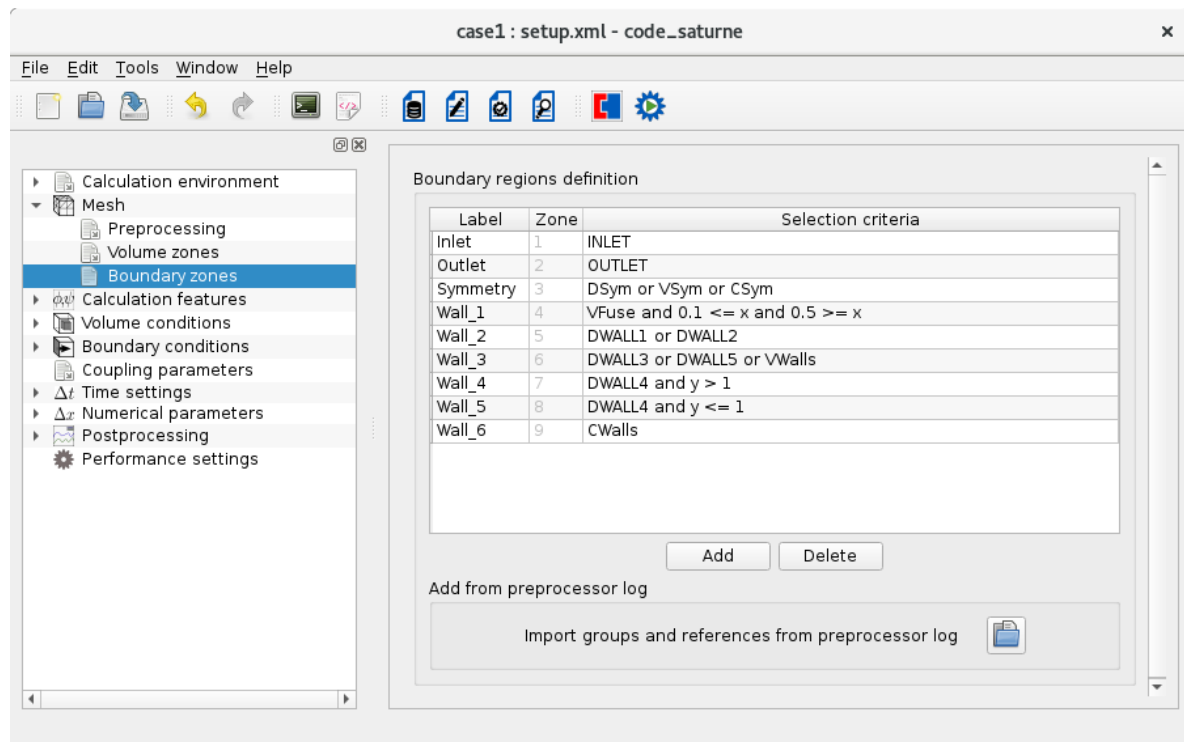 case1 : setup.xml - code_saturne
File Edit Tools Window Help
Calculation environment
Mesh
Preprocessing
Volume zones
Boundary zones
Calculation features
Volume conditions
Boundary conditions
Coupling parameters
Δt Time settings
Δx Numerical parameters
Postprocessing
Performance settings
Boundary regions definition
Label Zone Selection criteria
Inlet 1 INLET
Outlet 2 OUTLET
Symmetry 3 DSym or VSym or CSym
Wall_1 4 VFuse and 0.1 <= x and 0.5 >= x
Wall_2 5 DWALL1 or DWALL2
Wall_3 6 DWALL3 or DWALL5 or VWalls
Wall_4 7 DWALL4 and y > 1
Wall_5 8 DWALL4 and y <= 1
Wall_6 9 CWalls
Add Delete
Add from preprocessor log
Import groups and references from preprocessor log